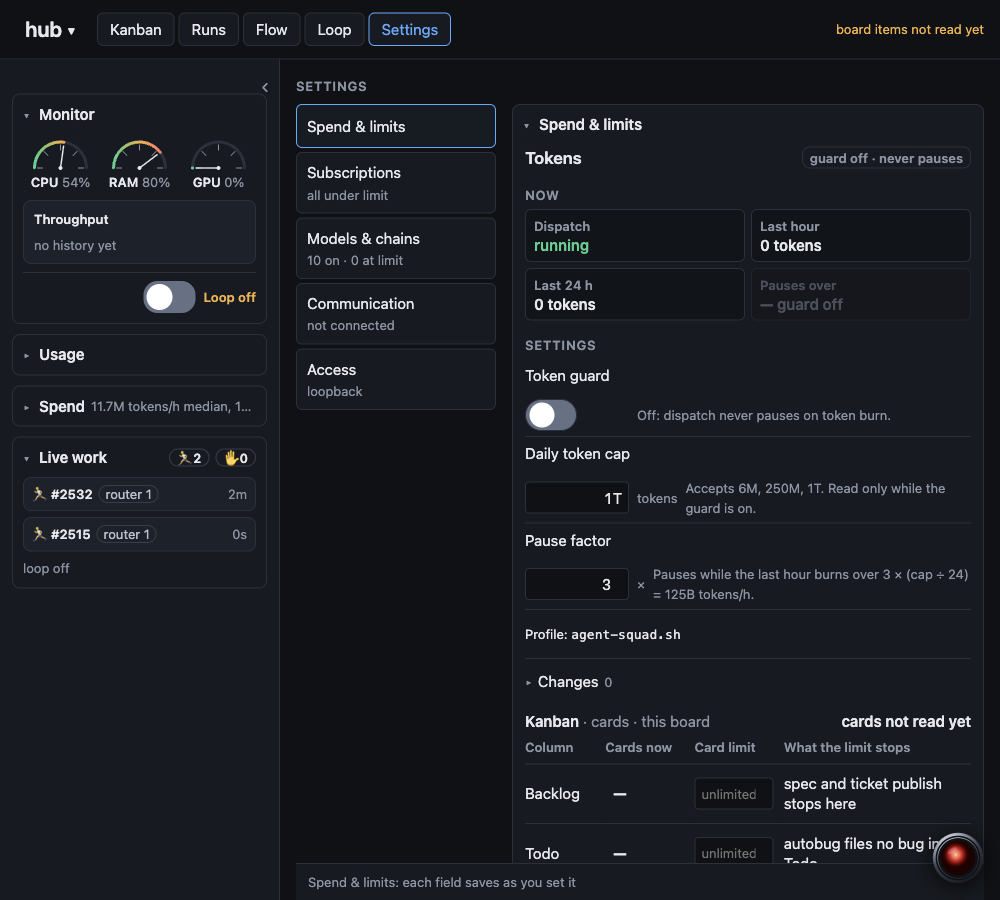 hub ▾
Kanban
Runs
Flow
Loop
Settings
board items not read yet
Monitor
CPU 54%
RAM 80%
GPU 0%
Throughput
no history yet
Loop off
Usage
Spend 11.7M tokens/h median, 1...
Live work
🏃2
✋0
🏃 #2532 router 1 2m
🏃 #2515 router 1 0s
loop off
SETTINGS
Spend & limits
Subscriptions
all under limit
Models & chains
10 on · 0 at limit
Communication
not connected
Access
loopback
Spend & limits
Tokens
guard off · never pauses
NOW
Dispatch
running
Last hour
0 tokens
Last 24 h
0 tokens
Pauses over
— guard off
SETTINGS
Token guard
Off: dispatch never pauses on token burn.
Daily token cap
1T tokens
Accepts 6M, 250M, 1T. Read only while the
guard is on.
Pause factor
3 ×
Pauses while the last hour burns over 3 × (cap ÷ 24)
= 125B tokens/h.
Profile: agent-squad.sh
Changes 0
Kanban · cards · this board
cards not read yet
Column Cards now Card limit What the limit stops
Backlog — unlimited
spec and ticket publish
stops here
Todo — unlimited
autobug files no bug in
Spend & limits: each field saves as you set it